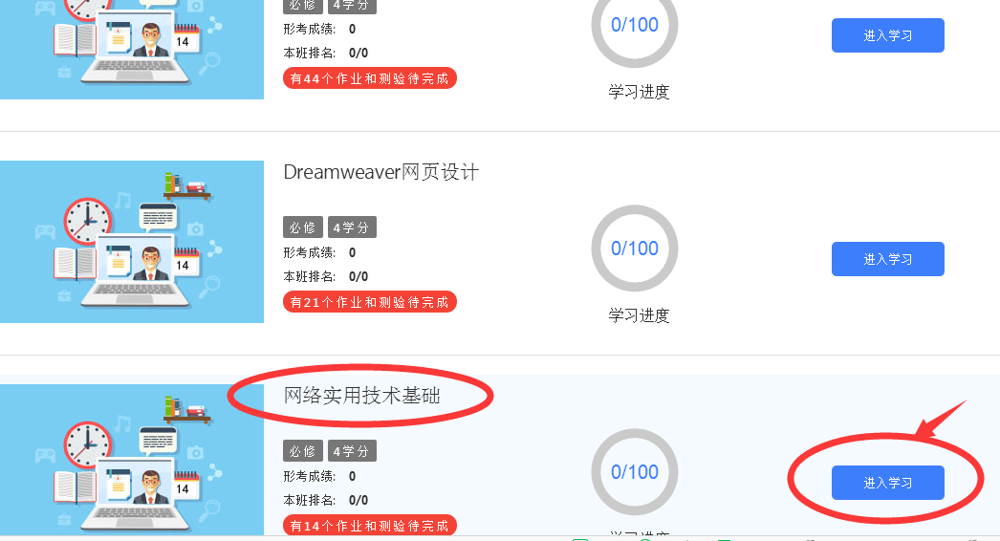 必修 4学分
形考成绩: 0
本班排名: 0/0
有44个作业和测验待完成
14
0/100
学习进度
进入学习
Dreamweaver网页设计
必修 4学分
形考成绩: 0
本班排名: 0/0
有21个作业和测验待完成
14
0/100
学习进度
进入学习
网络实用技术基础
必修 4学分
形考成绩: 0
本班排名: 0/0
有14个作业和测验待完成
14
0/100
学习进度
进入学习